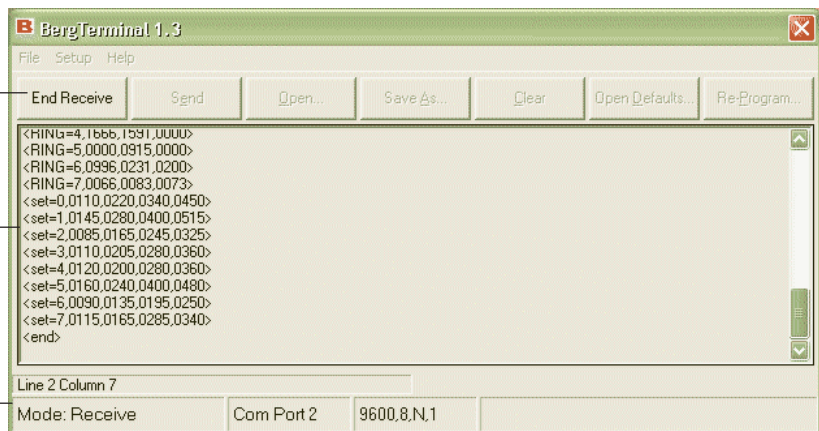 B BergTerminal 1.3
File Setup Help
End Receive Send Open... Save As... Clear Open Defaults... Re-Program...
<RING=4,1666,1591,0000>
<RING=5,0000,0915,0000>
<RING=6,0996,0231,0200>
<RING=7,0066,0083,0073>
<set=0,0110,0220,0340,0450>
<set=1,0145,0280,0400,0515>
<set=2,0085,0165,0245,0325>
<set=3,0110,0205,0280,0360>
<set=4,0120,0200,0280,0360>
<set=5,0160,0240,0400,0480>
<set=6,0090,0135,0195,0250>
<set=7,0115,0165,0285,0340>
<end>
Line 2 Column 7
Mode: Receive Com Port 2 9600,8,N,1